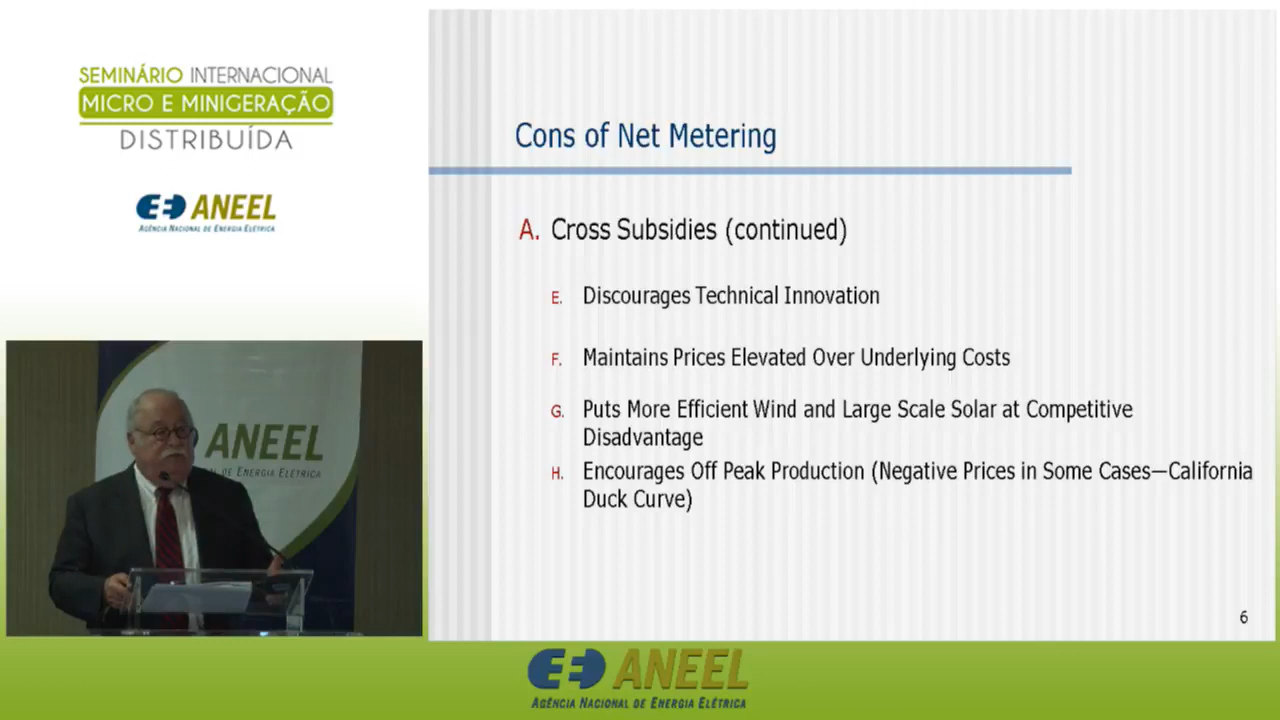 SEMINÁRIO INTERNACIONAL
MICRO E MINIGERAÇÃO
DISTRIBUÍDA
ANEEL
AGÊNCIA NACIONAL DE ENERGIA ELÉTRICA
Cons of Net Metering
A. Cross Subsidies (continued)
E. Discourages Technical Innovation
F. Maintains Prices Elevated Over Underlying Costs
G. Puts More Efficient Wind and Large Scale Solar at Competitive
Disadvantage
H. Encourages Off Peak Production (Negative Prices in Some Cases—California
Duck Curve)
6
ANEEL
DE ENERGIA ELÉTRICA
ANEEL
AGÊNCIA NACIONAL DE ENERGIA ELÉTRICA